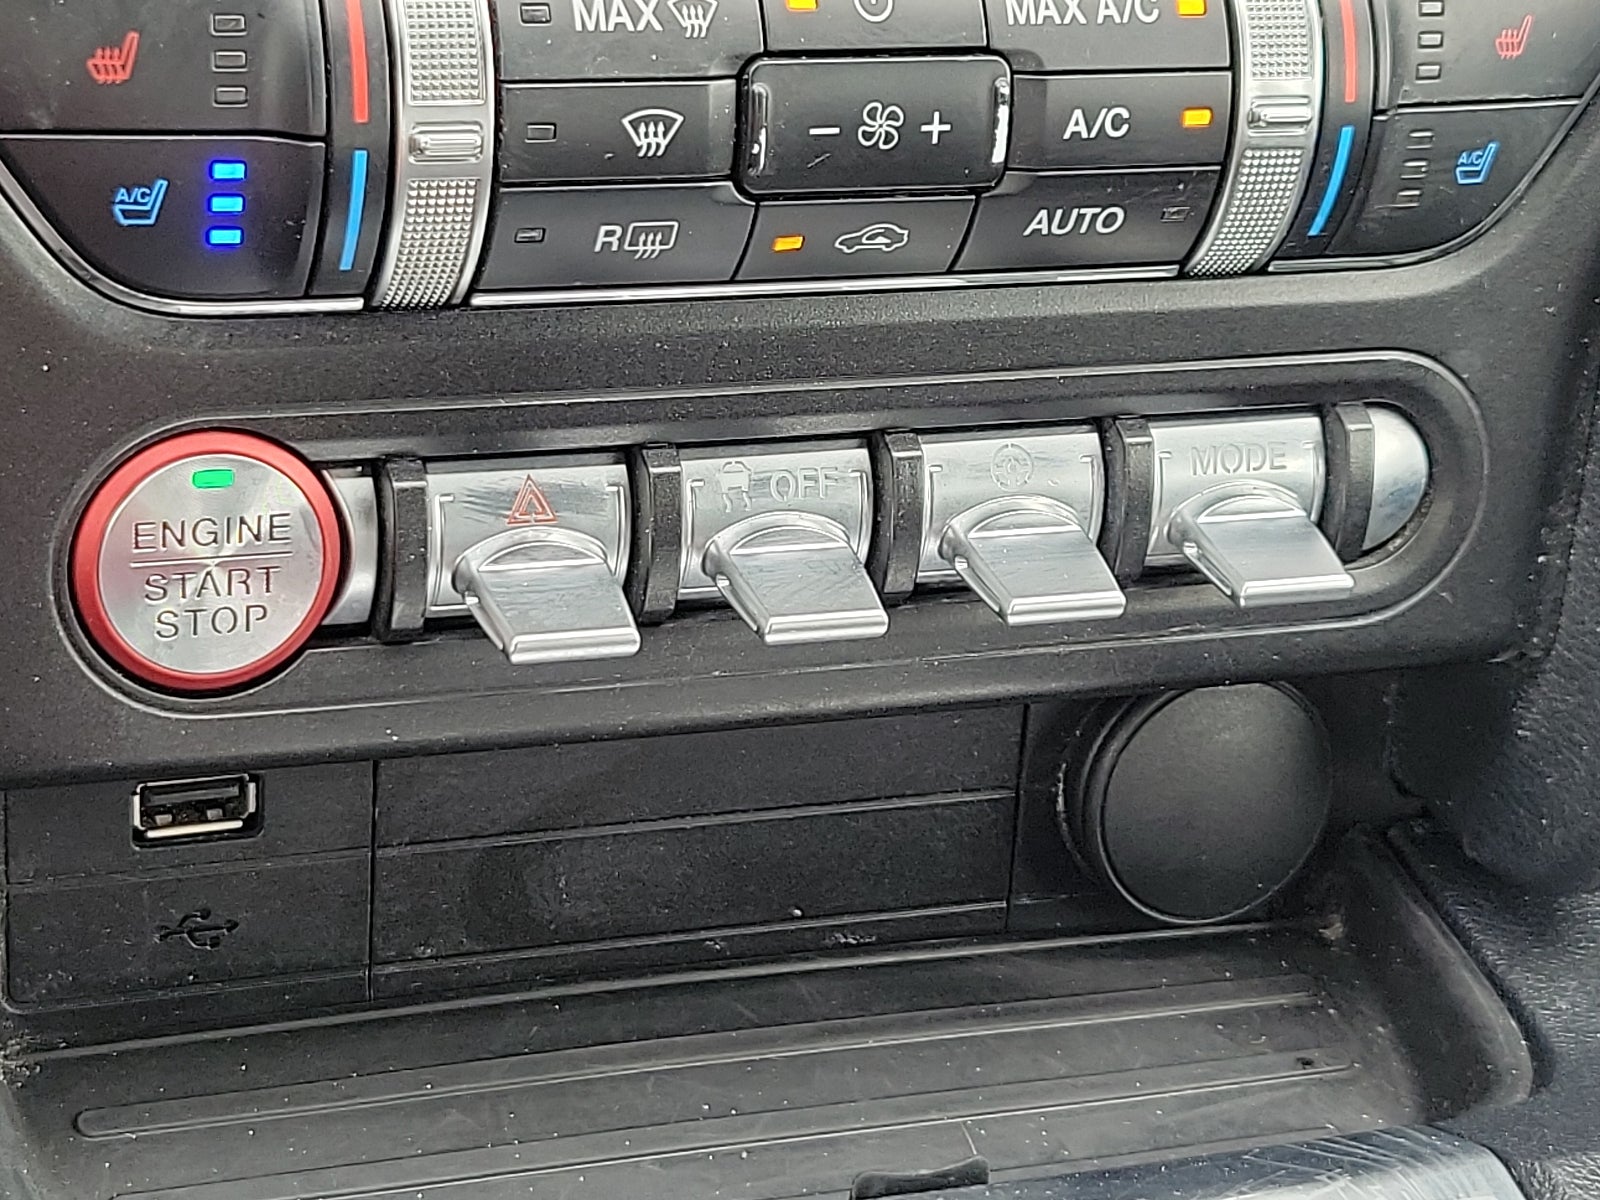 MAX
MAX A/C
A/C
A/C
A/C
R
AUTO
OFF
MODE
ENGINE
START
STOP